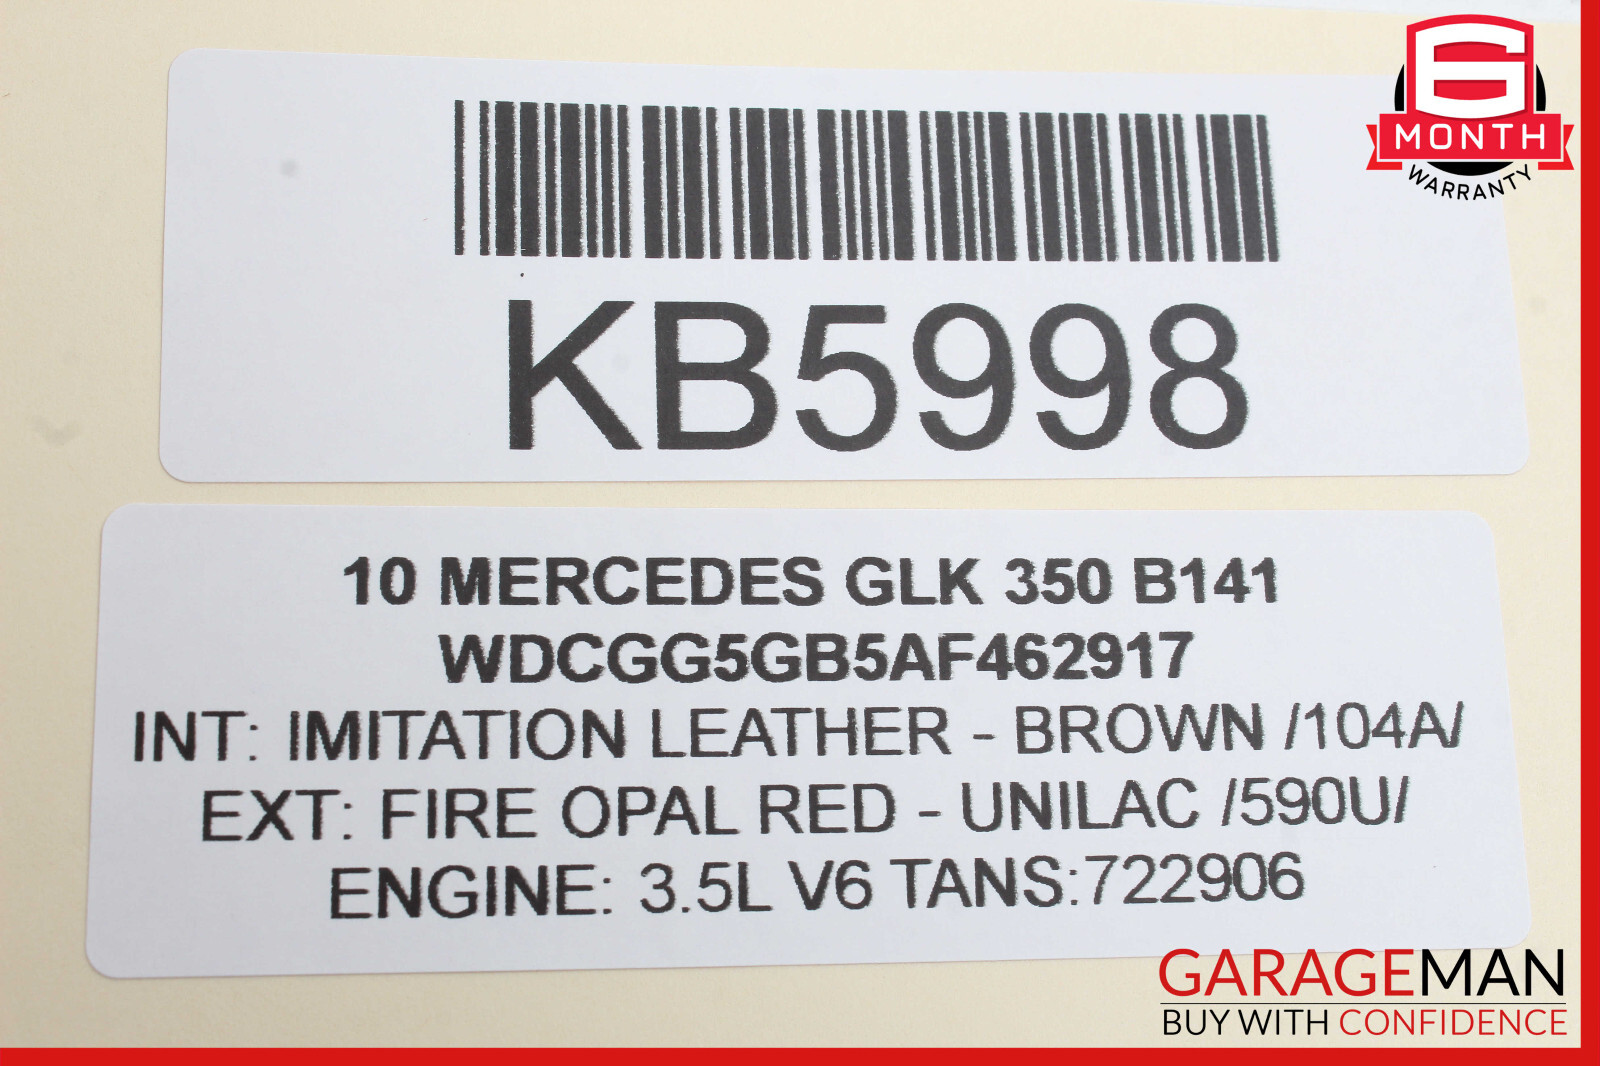 6
MONTH
WARRANTY
KB5998
10 MERCEDES GLK 350 B141
WDCGG5GB5AF462917
INT: IMITATION LEATHER - BROWN /104A/
EXT: FIRE OPAL RED - UNILAC /590U/
ENGINE: 3.5L V6 TANS:722906
GARAGEMAN
BUY WITH CONFIDENCE